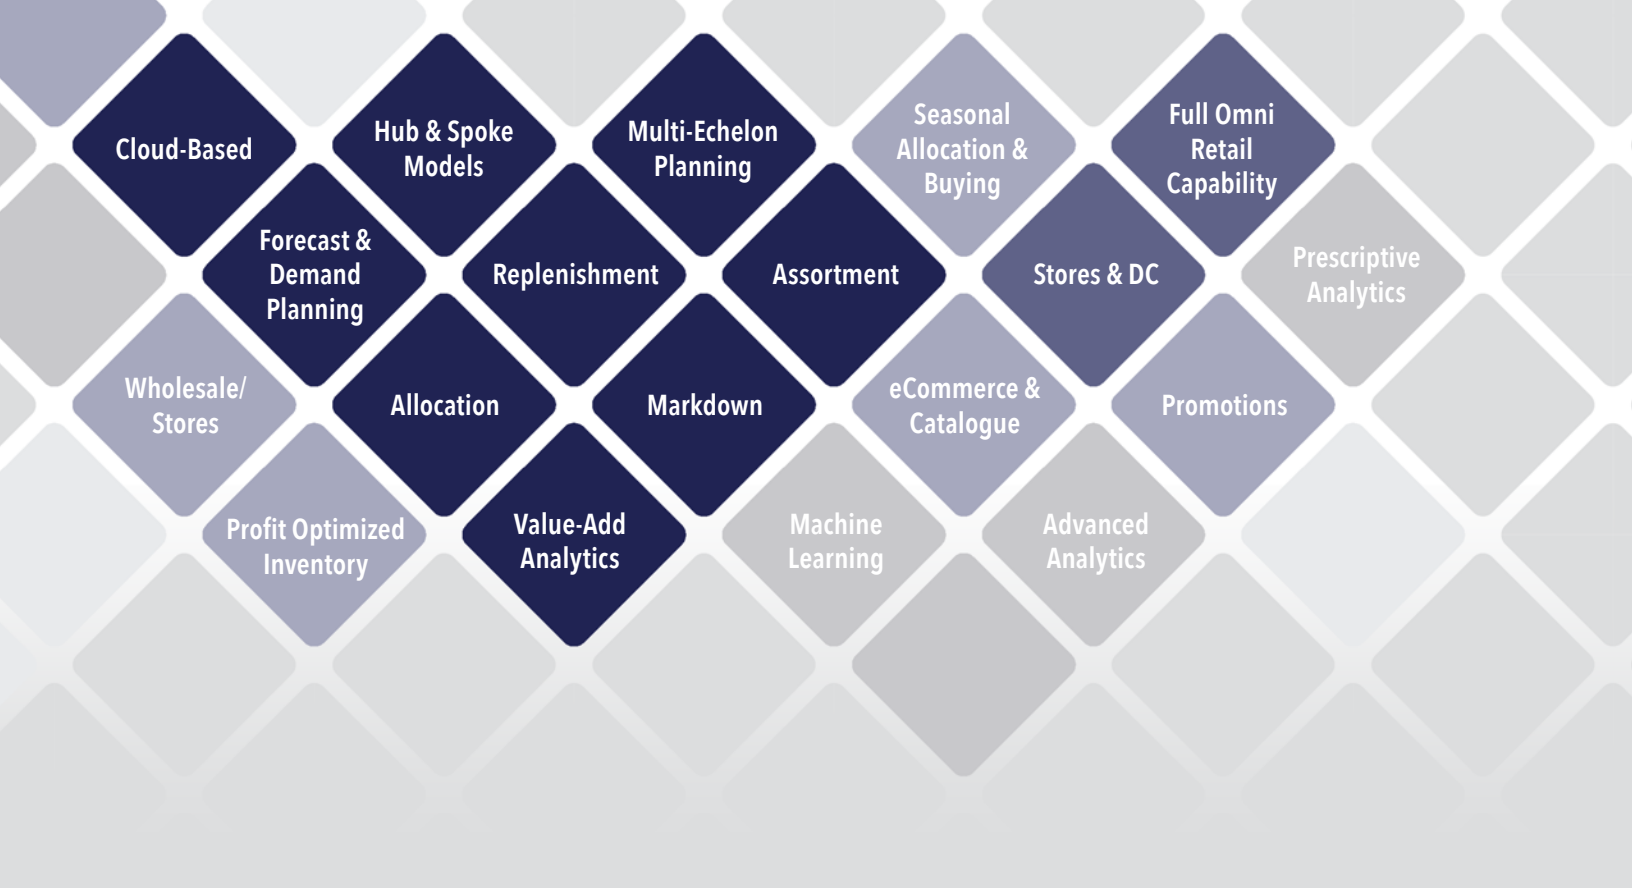 Cloud-Based
Hub & Spoke
Models
Multi-Echelon
Planning
Seasonal
Allocation &
Buying
Full Omni
Retail
Capability
Forecast &
Demand
Planning
Replenishment
Assortment
Stores & DC
Prescriptive
Analytics
Wholesale/
Stores
Allocation
Markdown
eCommerce &
Catalogue
Promotions
Profit Optimized
Inventory
Value-Add
Analytics
Machine
Learning
Advanced
Analytics